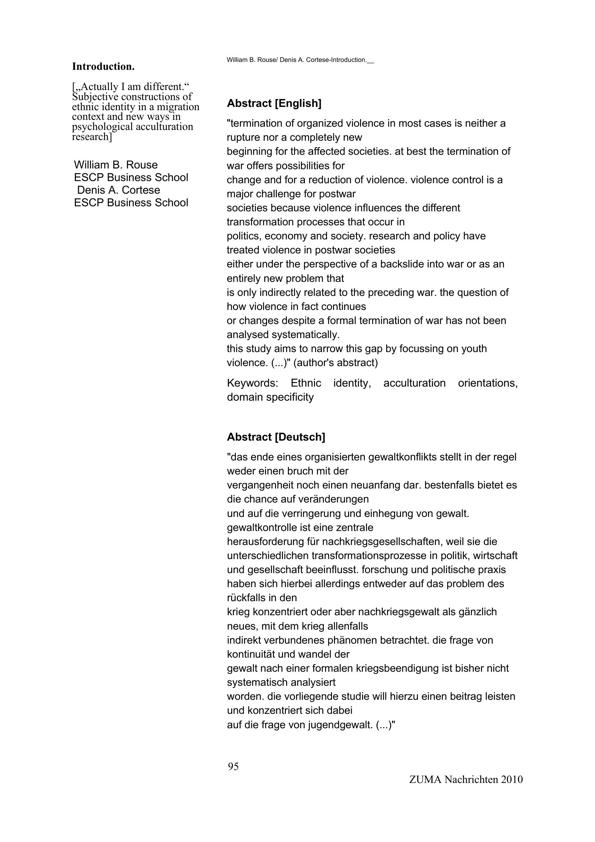 William B. Rouse/ Denis A. Cortese-Introduction.__
Introduction.
[„Actually I am different.“
Subjective constructions of
ethnic identity in a migration
context and new ways in
psychological acculturation
research]
William B. Rouse
ESCP Business School
Denis A. Cortese
ESCP Business School
Abstract [English]
"termination of organized violence in most cases is neither a
rupture nor a completely new
beginning for the affected societies. at best the termination of
war offers possibilities for
change and for a reduction of violence. violence control is a
major challenge for postwar
societies because violence influences the different
transformation processes that occur in
politics, economy and society. research and policy have
treated violence in postwar societies
either under the perspective of a backslide into war or as an
entirely new problem that
is only indirectly related to the preceding war. the question of
how violence in fact continues
or changes despite a formal termination of war has not been
analysed systematically.
this study aims to narrow this gap by focussing on youth
violence. (...)" (author's abstract)
Keywords: Ethnic identity, acculturation orientations,
domain specificity
Abstract [Deutsch]
"das ende eines organisierten gewaltkonflikts stellt in der regel
weder einen bruch mit der
vergangenheit noch einen neuanfang dar. bestenfalls bietet es
die chance auf veränderungen
und auf die verringerung und einhegung von gewalt.
gewaltkontrolle ist eine zentrale
herausforderung für nachkriegsgesellschaften, weil sie die
unterschiedlichen transformationsprozesse in politik, wirtschaft
und gesellschaft beeinflusst. forschung und politische praxis
haben sich hierbei allerdings entweder auf das problem des
rückfalls in den
krieg konzentriert oder aber nachkriegsgewalt als gänzlich
neues, mit dem krieg allenfalls
indirekt verbundenes phänomen betrachtet. die frage von
kontinuität und wandel der
gewalt nach einer formalen kriegsbeendigung ist bisher nicht
systematisch analysiert
worden. die vorliegende studie will hierzu einen beitrag leisten
und konzentriert sich dabei
auf die frage von jugendgewalt. (...)"
95
ZUMA Nachrichten 2010